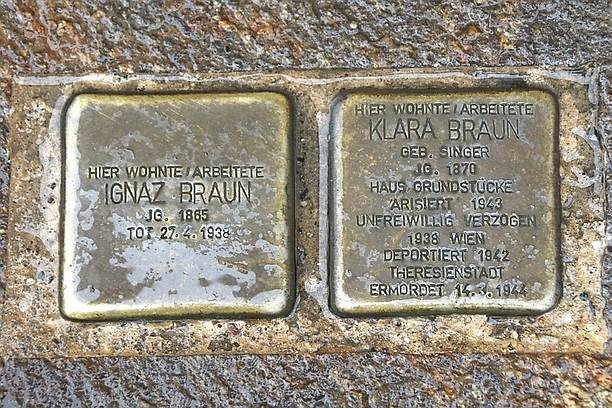 HIER WOHNTE/ARBEITETE
IGNAZ BRAUN
JG. 1865
TOT 27.4.1938
HIER WOHNTE/ARBEITETE
KLARA BRAUN
GEB. SINGER
JG. 1870
HAUS, GRUNDSTÜCKE
'ARISIERT' 1943
UNFREIWILLIG VERZOGEN
1938 WIEN
DEPORTIERT 1942
THERESIENSTADT
ERMORDET 14.3.1944